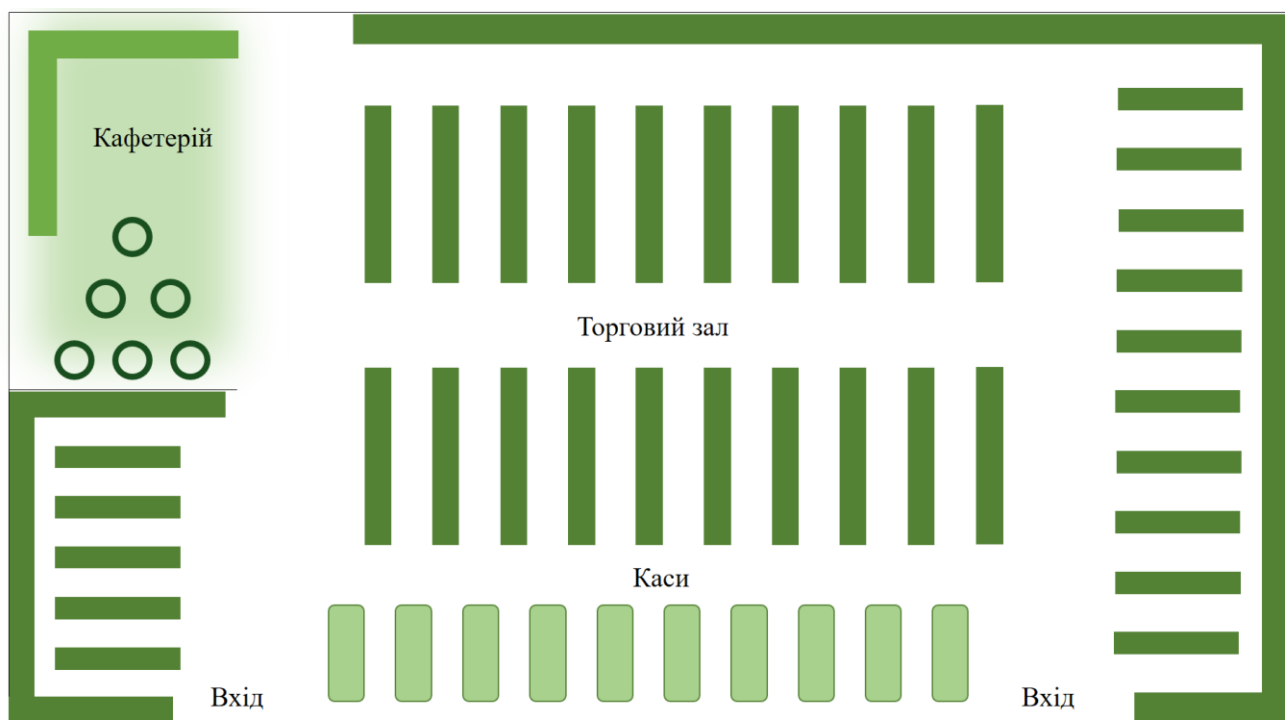 Кафетерій
Торговий зал
Каси
Вхід
Вхід